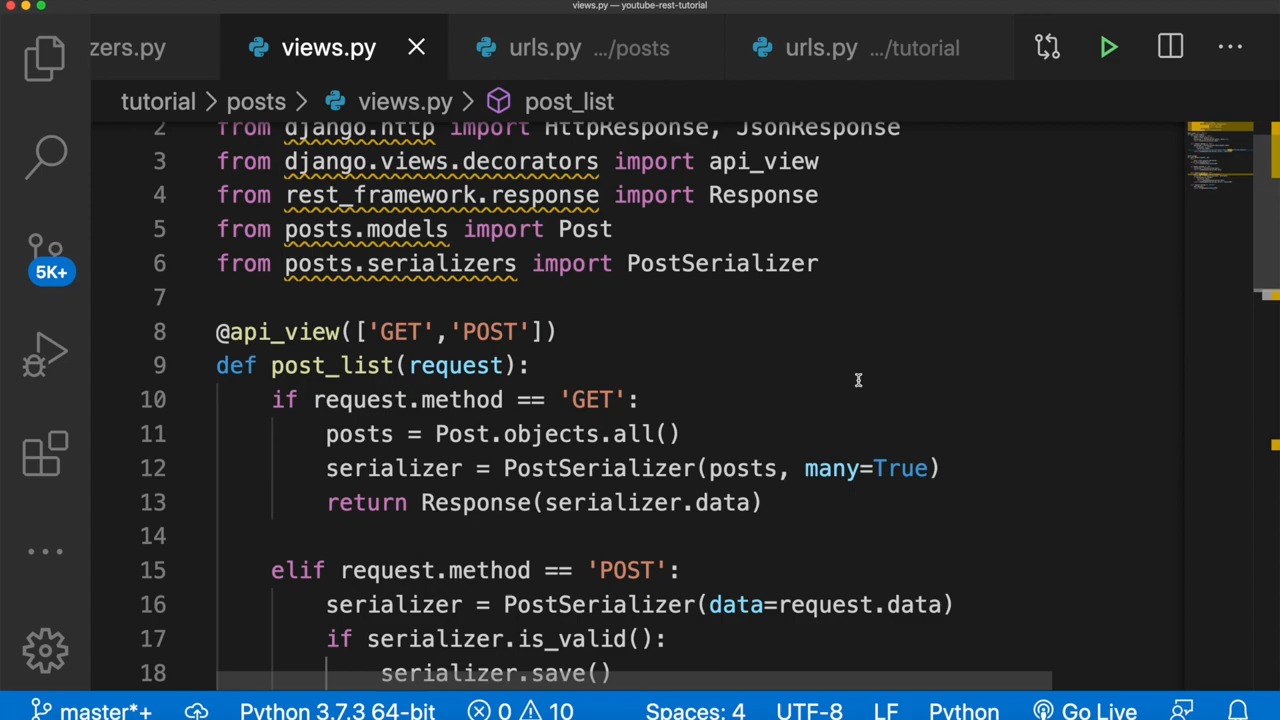 views.py — youtube-rest-tutorial
zers.py views.py urls.py .../posts urls.py .../tutorial
tutorial > posts > views.py > post_list
2 from django.http import HttpResponse, JsonResponse
3 from django.views.decorators import api_view
4 from rest_framework.response import Response
5 from posts.models import Post
6 from posts.serializers import PostSerializer
7
8 @api_view(['GET','POST'])
9 def post_list(request):
10 if request.method == 'GET':
11 posts = Post.objects.all()
12 serializer = PostSerializer(posts, many=True)
13 return Response(serializer.data)
14
15 elif request.method == 'POST':
16 serializer = PostSerializer(data=request.data)
17 if serializer.is_valid():
18 serializer.save()
5K+
master*+ Python 3.7.3 64-bit 0 10 Spaces: 4 UTF-8 LF Python Go Live